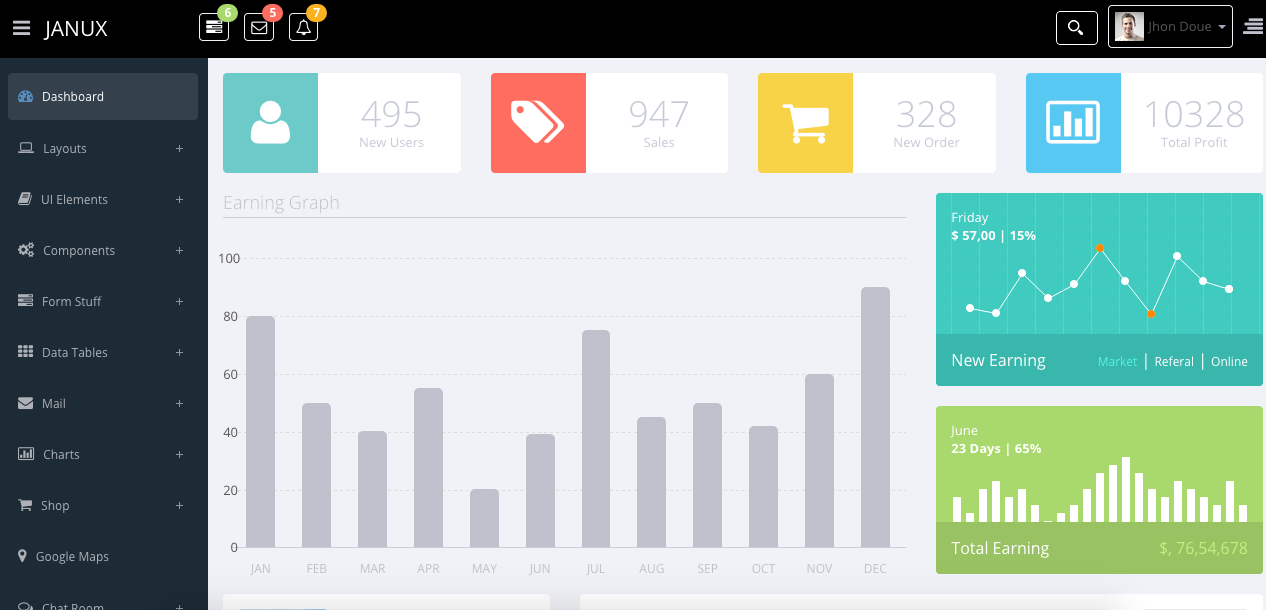 JANUX
6
5
7
Jhon Doue
Dashboard
Layouts +
UI Elements +
Components +
Form Stuff +
Data Tables +
Mail +
Charts +
Shop +
Google Maps
Chat Room +
495
New Users
947
Sales
328
New Order
10328
Total Profit
Earning Graph
100
80
60
40
20
0
JAN FEB MAR APR MAY JUN JUL AUG SEP OCT NOV DEC
Friday
$ 57,00 | 15%
New Earning
Market | Referal | Online
June
23 Days | 65%
Total Earning
$, 76,54,678